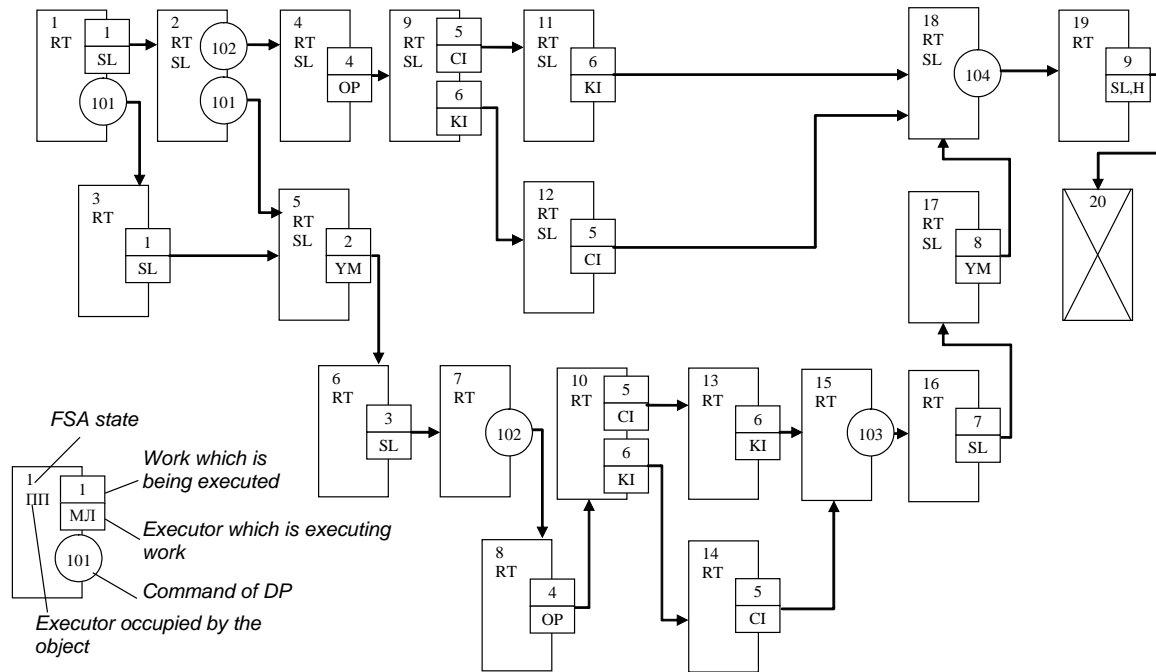 1
RT
1
SL
101
2
RT
SL
102
101
4
RT
SL
4
OP
9
RT
SL
5
CI
6
KI
11
RT
SL
6
KI
18
RT
SL
104
19
RT
9
SL,H
3
RT
1
SL
5
RT
SL
2
YM
12
RT
SL
5
CI
17
RT
SL
8
YM
20
6
RT
3
SL
7
RT
102
10
RT
5
CI
6
KI
13
RT
6
KI
15
RT
103
16
RT
7
SL
8
RT
4
OP
14
RT
5
CI
FSA state
1
ПП
1
МЛ
101
Work which is
being executed
Executor which is executing
work
Command of DP
Executor occupied by the
object